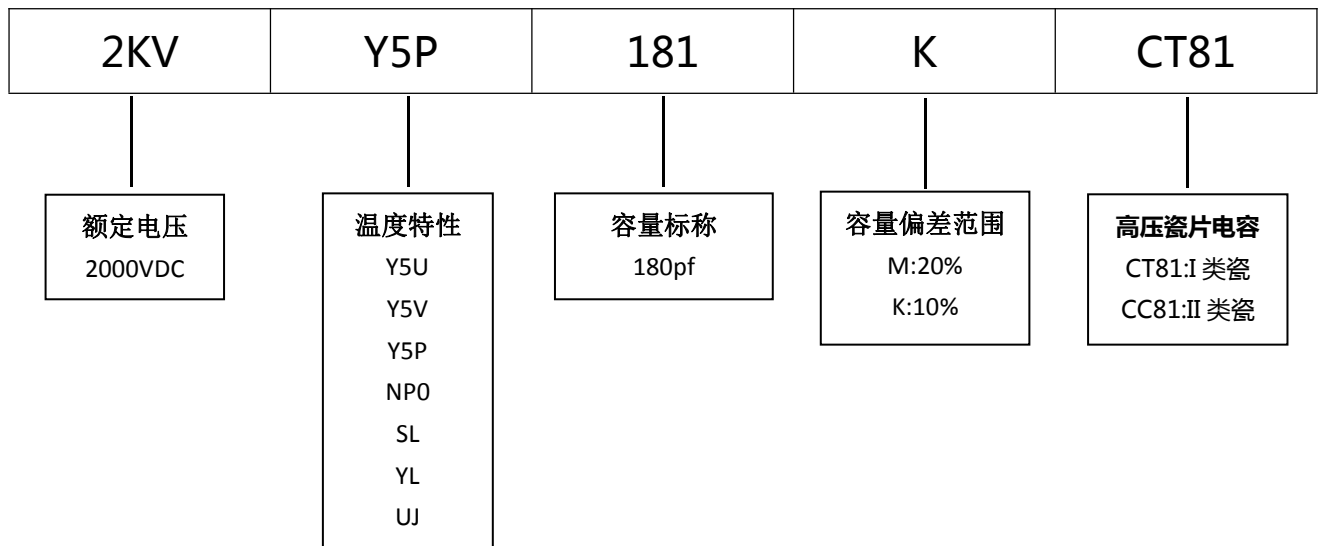 2KV Y5P 181 K CT81
额定电压
2000VDC
温度特性
Y5U
Y5V
Y5P
NP0
SL
YL
UJ
容量标称
180pf
容量偏差范围
M:20%
K:10%
高压瓷片电容
CT81:I 类瓷
CC81:II 类瓷